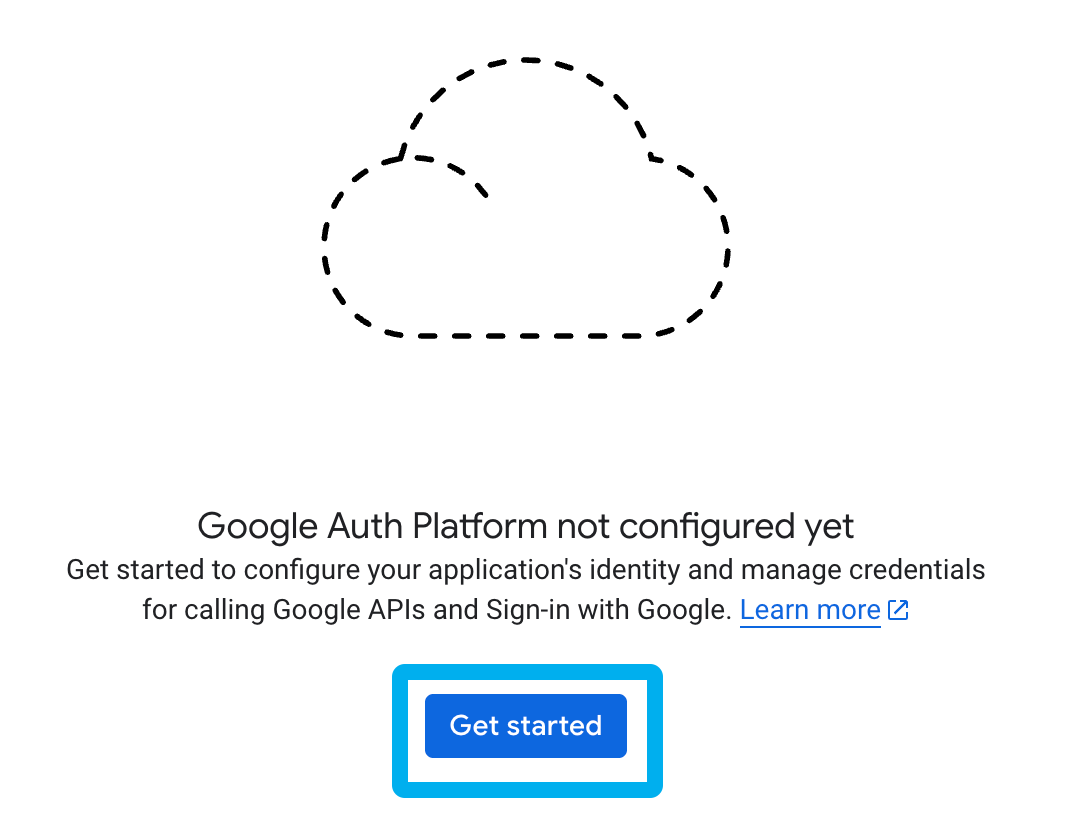 Google Auth Platform not configured yet
Get started to configure your application's identity and manage credentials
for calling Google APIs and Sign-in with Google. Learn more
Get started